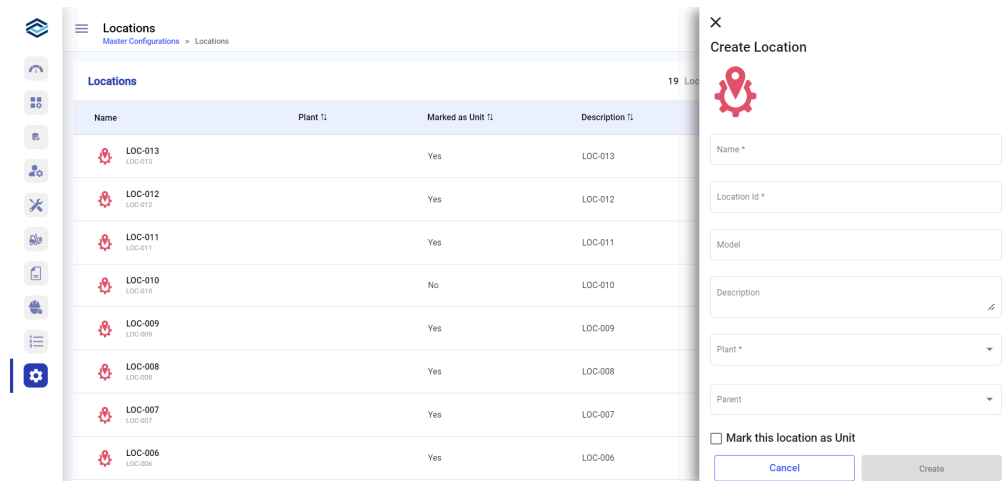 Locations
Master Configurations > Locations
Locations
19 Loc
Name Plant Marked as Unit Description
LOC-013
LOC-013
Yes
LOC-013
LOC-012
LOC-012
Yes
LOC-012
LOC-011
LOC-011
Yes
LOC-011
LOC-010
LOC-010
No
LOC-010
LOC-009
LOC-009
Yes
LOC-009
LOC-008
LOC-008
Yes
LOC-008
LOC-007
LOC-007
Yes
LOC-007
LOC-006
LOC-006
Yes
LOC-006
Create Location
Name *
Location Id *
Model
Description
Plant *
Parent
Mark this location as Unit
Cancel Create